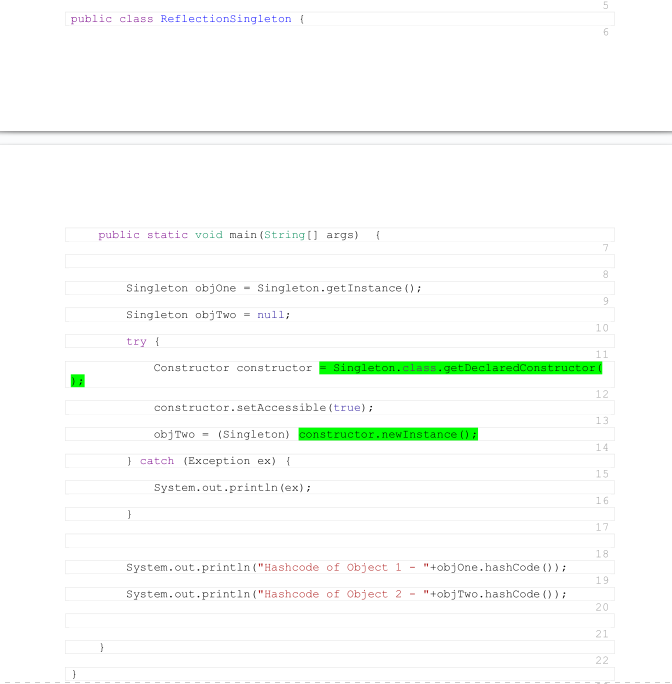 5
public class ReflectionSingleton {
6
public static void main(String[] args)  {
7
8
Singleton objOne = Singleton.getInstance();
9
Singleton objTwo = null;
10
try {
11
Constructor constructor = Singleton.class.getDeclaredConstructor(
);
12
constructor.setAccessible(true);
13
objTwo = (Singleton) constructor.newInstance();
14
} catch (Exception ex) {
15
System.out.println(ex);
16
}
17
18
System.out.println("Hashcode of Object 1 - "+objOne.hashCode());
19
System.out.println("Hashcode of Object 2 - "+objTwo.hashCode());
20
21
}
22
}